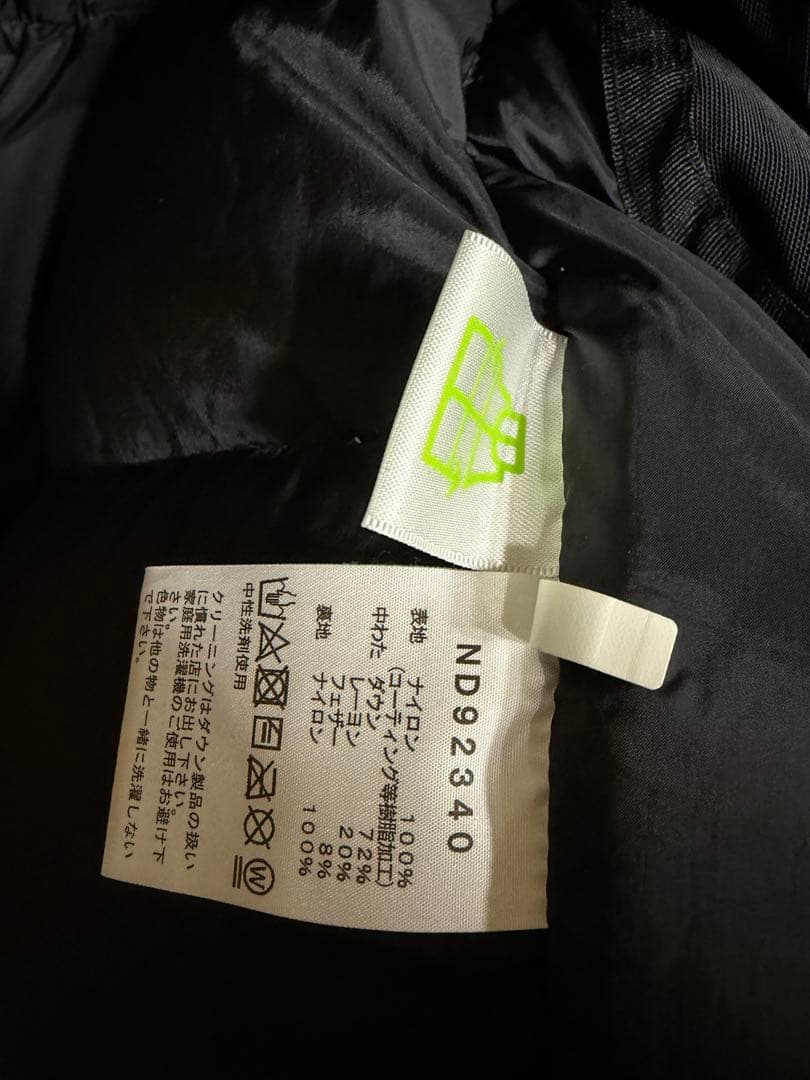 ND92340
表地 ナイロン 100%
(コーティング等樹脂加工)
中わた ダウン 72%
レーヨン 20%
フェザー 8%
裏地 ナイロン 100%
中性洗剤使用
W
クリーニングはダウン製品の扱い
に慣れた店にお出し下さい。
家庭用洗濯機のご使用はお避け下
さい。
色物は他の物と一緒に洗濯しない
で下さい。